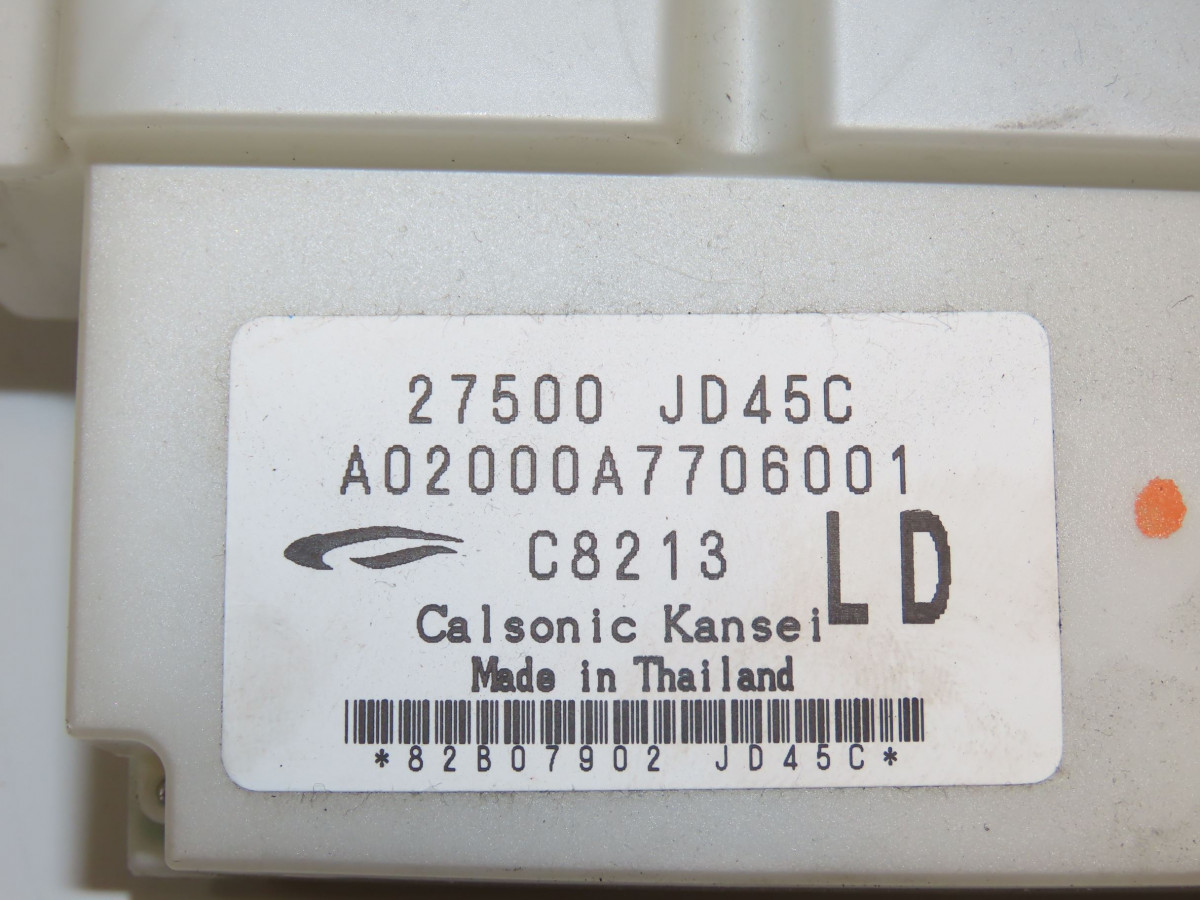 27500 JD45C
A02000A7706001
C8213 LD
Calsonic Kansei
Made in Thailand
*82B07902 JD45C*